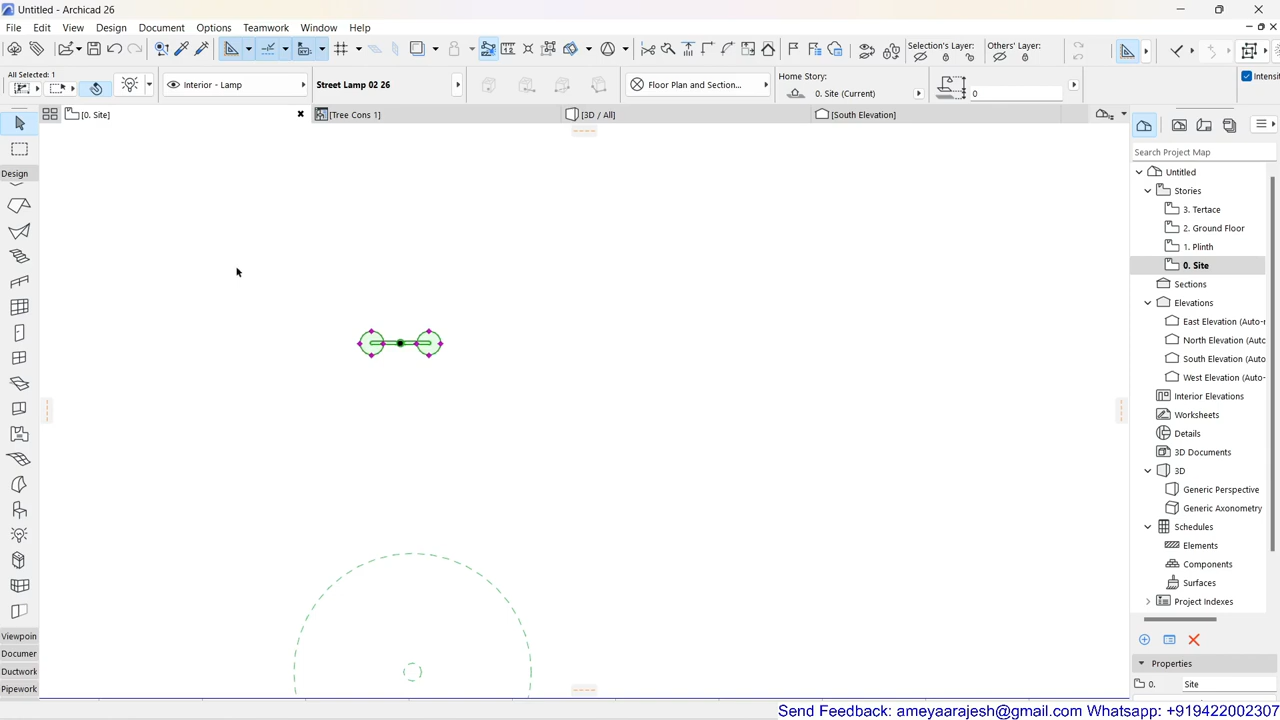 Untitled - Archicad 26
File Edit View Design Document Options Teamwork Window Help
Selection's Layer: Others' Layer:
All Selected: 1
Interior - Lamp
Street Lamp 02 26
Floor Plan and Section...
Home Story:
0. Site (Current)
0
Intensit
[0. Site]
[Tree Cons 1]
[3D / All]
[South Elevation]
Design
Viewpoin
Documer
Ductwork
Pipework
Search Project Map
Untitled
Stories
3. Tertace
2. Ground Floor
1. Plinth
0. Site
Sections
Elevations
East Elevation (Auto-r
North Elevation (Autc
South Elevation (Auto-
West Elevation (Auto-
Interior Elevations
Worksheets
Details
3D Documents
3D
Generic Perspective
Generic Axonometry
Schedules
Elements
Components
Surfaces
Project Indexes
Properties
0. Site
Send Feedback: ameyaarajesh@gmail.com Whatsapp: +919422002307